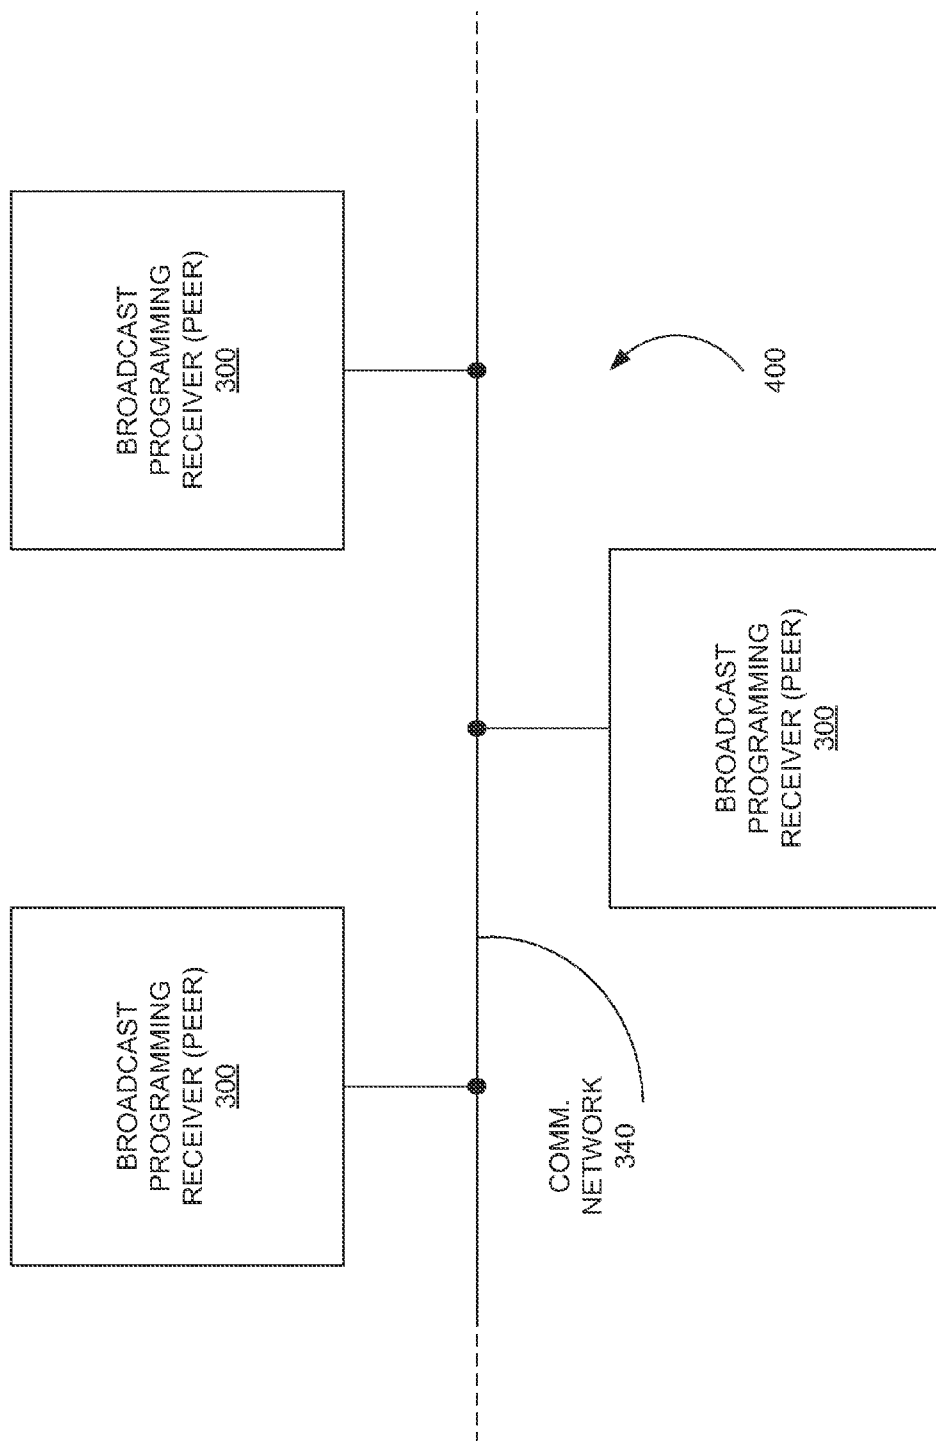 BROADCAST
PROGRAMMING
RECEIVER (PEER)
300
BROADCAST
PROGRAMMING
RECEIVER (PEER)
300
COMM.
NETWORK
340
BROADCAST
PROGRAMMING
RECEIVER (PEER)
300
400